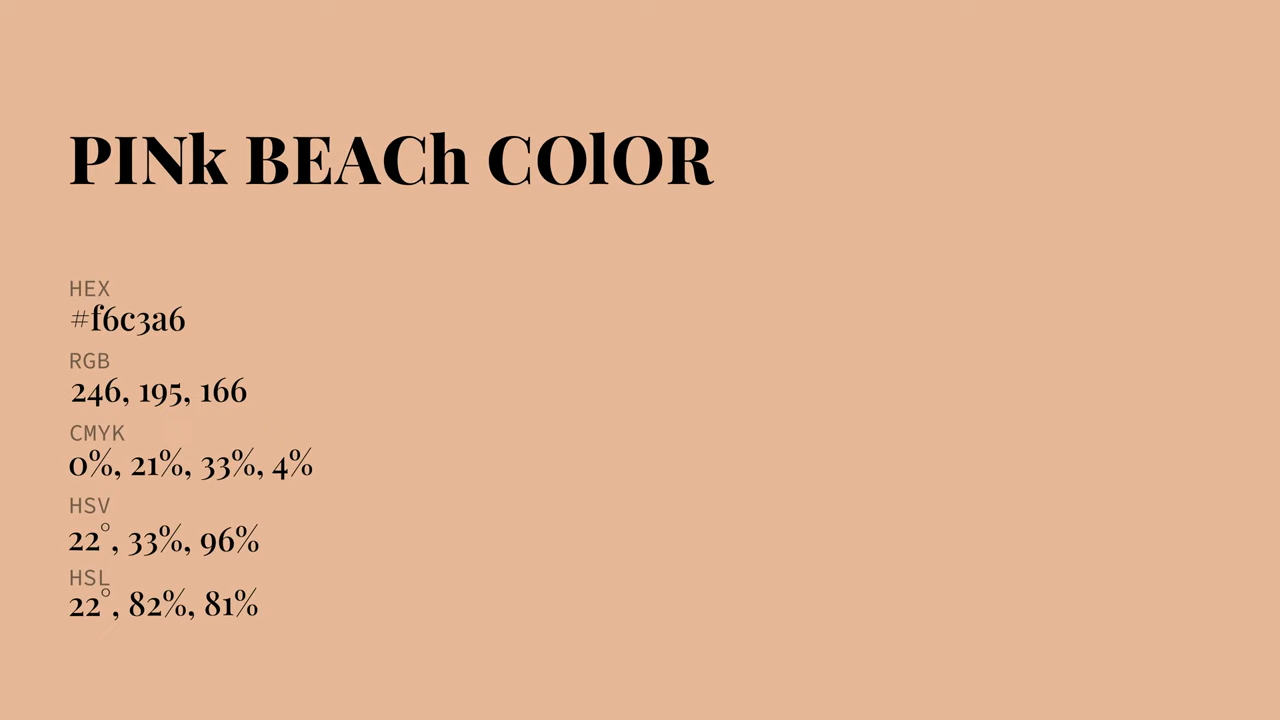 PINk BEACh COlOR
HEX
#f6c3a6
RGB
246, 195, 166
CMYK
0%, 21%, 33%, 4%
HSV
22°, 33%, 96%
HSL
22°, 82%, 81%